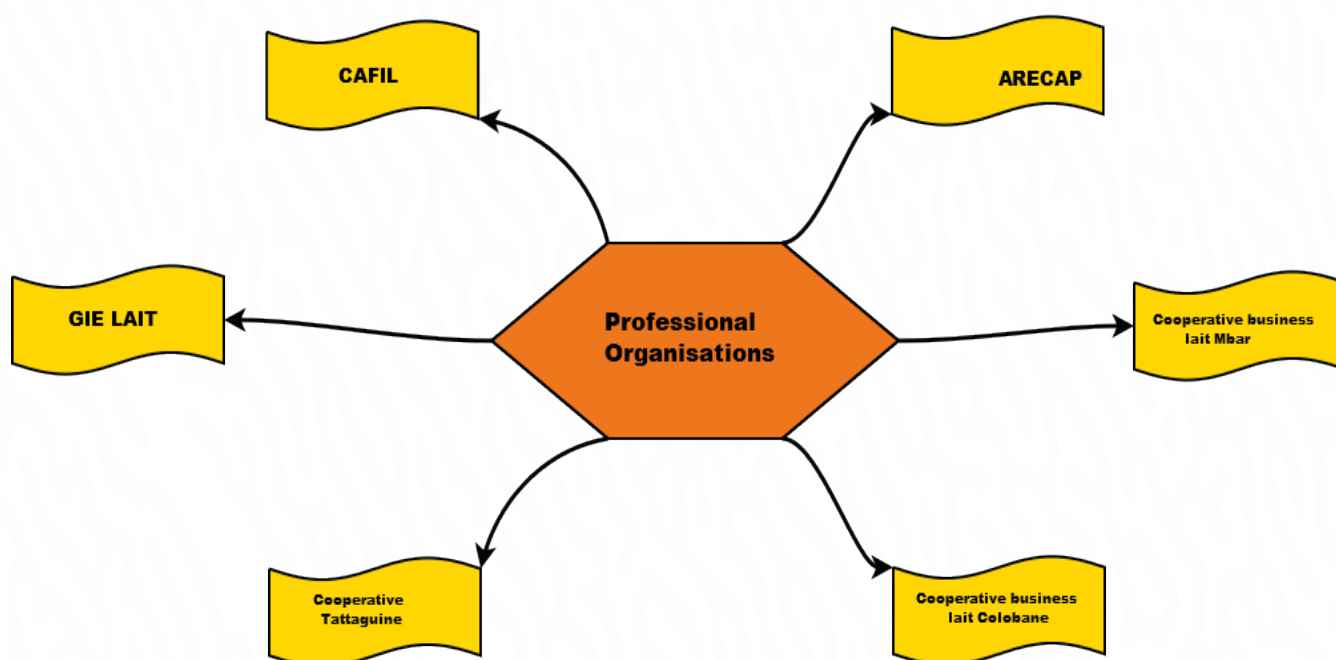 CAFIL
ARECAP
GIE LAIT
Professional
Organisations
Cooperative business
lait Mbar
Cooperative
Tattaguine
Cooperative business
lait Colobane